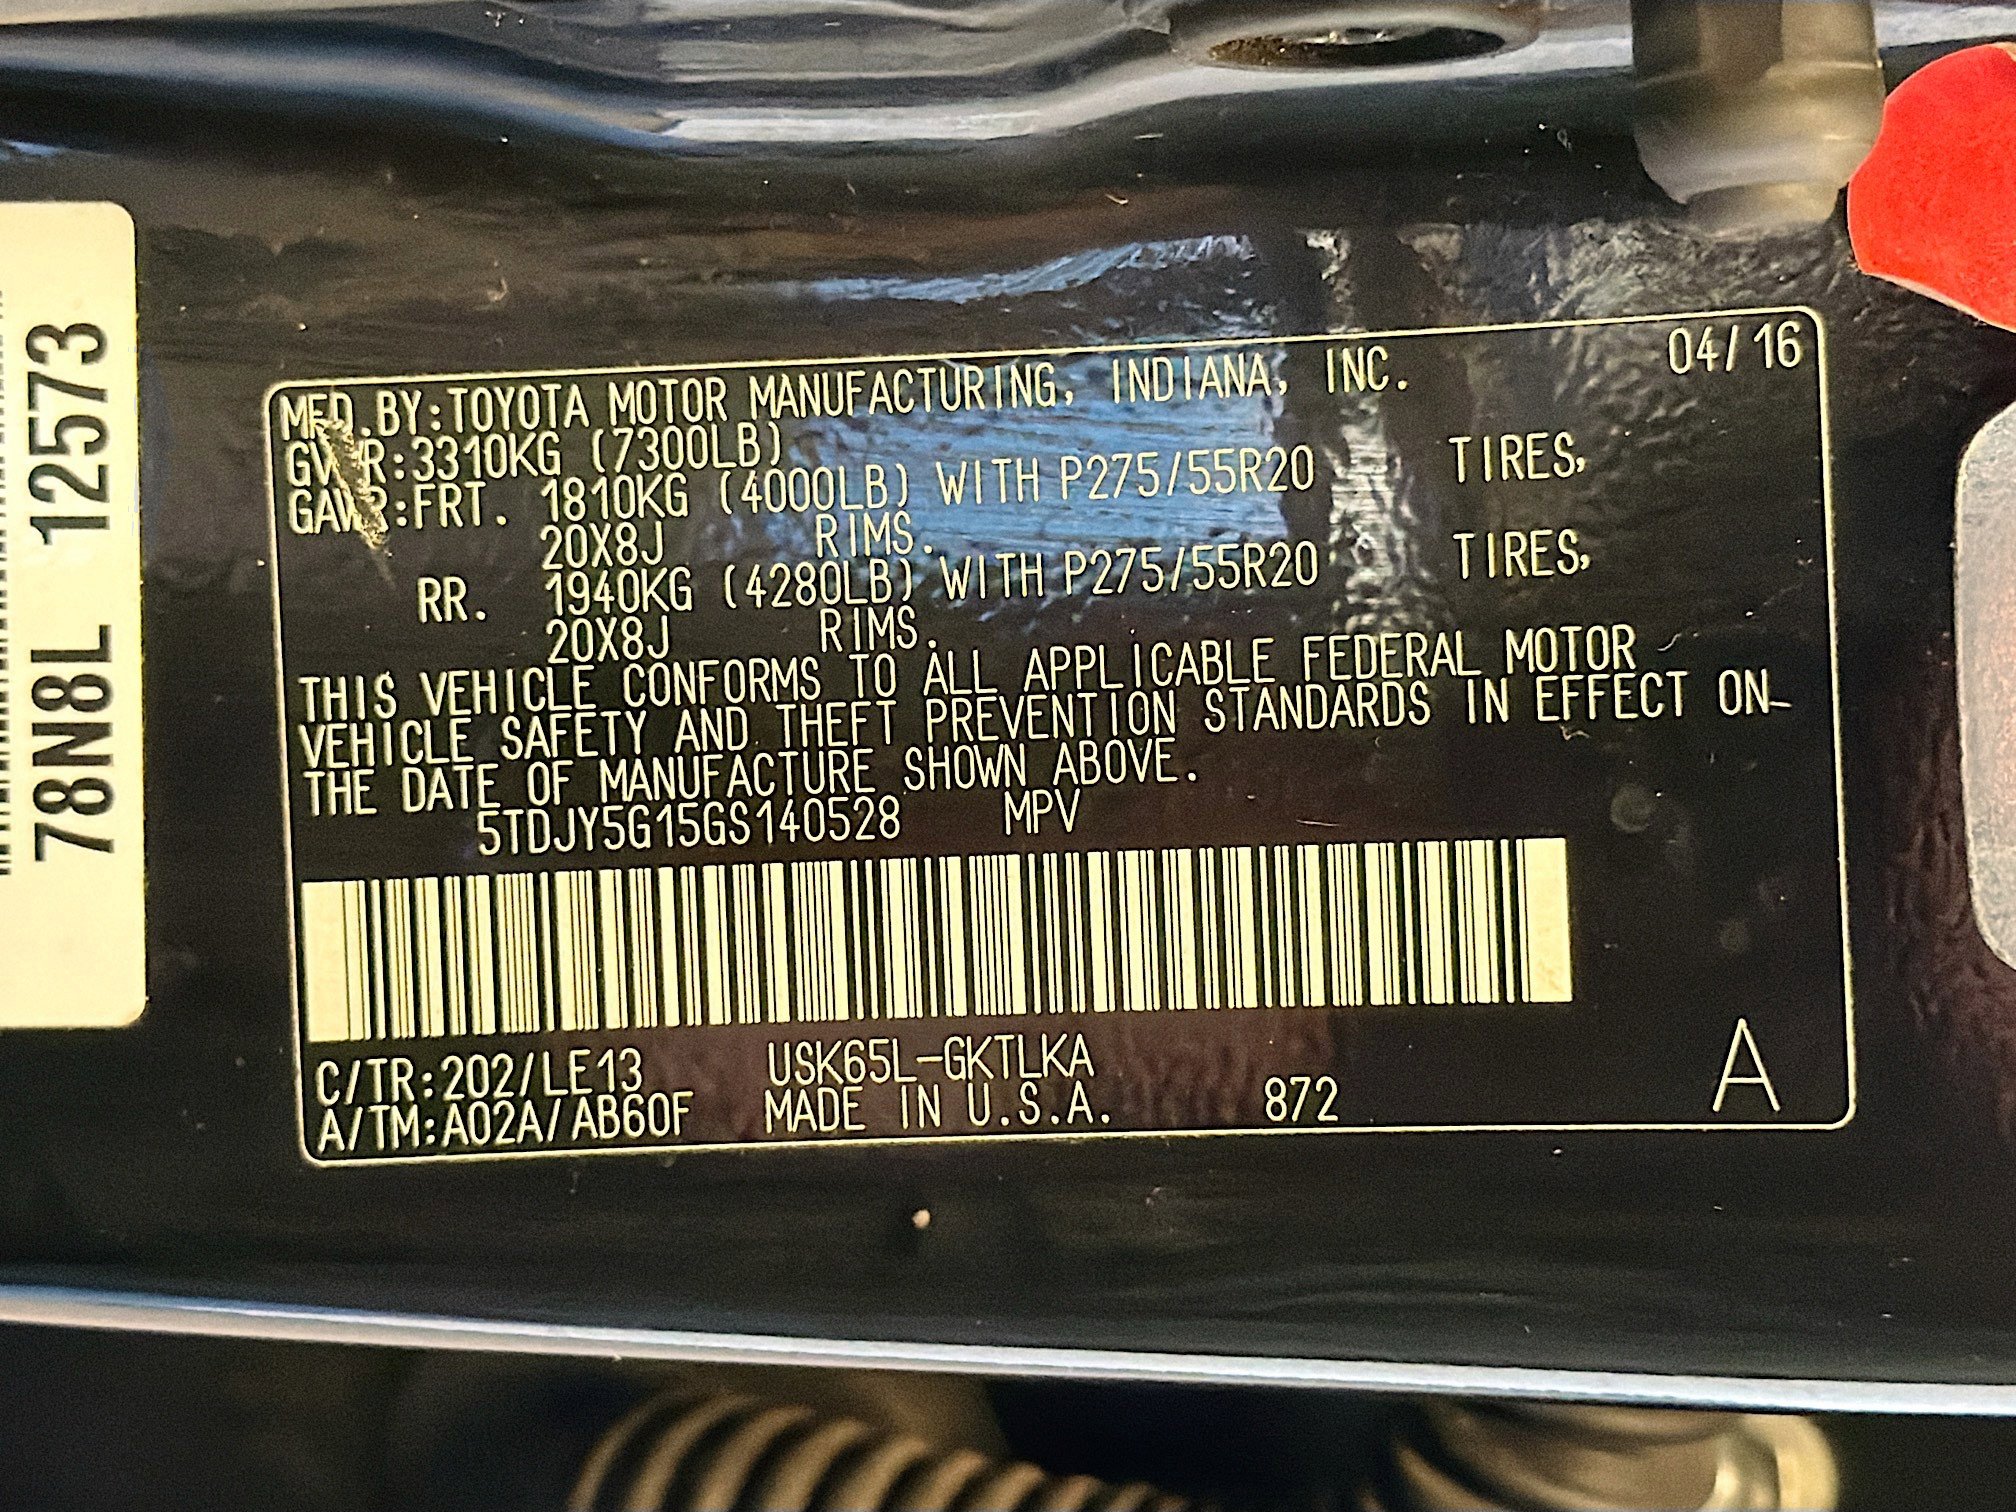 78N8L 12573
MFD.BY:TOYOTA MOTOR MANUFACTURING, INDIANA, INC. 04/16
GVWR:3310KG (7300LB)
GAWR:FRT. 1810KG (4000LB) WITH P275/55R20 TIRES,
20X8J RIMS.
RR. 1940KG (4280LB) WITH P275/55R20 TIRES,
20X8J RIMS.
THIS VEHICLE CONFORMS TO ALL APPLICABLE FEDERAL MOTOR
VEHICLE SAFETY AND THEFT PREVENTION STANDARDS IN EFFECT ON
THE DATE OF MANUFACTURE SHOWN ABOVE.
5TDJY5G15GS140528 MPV
C/TR:202/LE13 USK65L-GKTLKA
A/TM:A02A/AB60F MADE IN U.S.A. 872 A